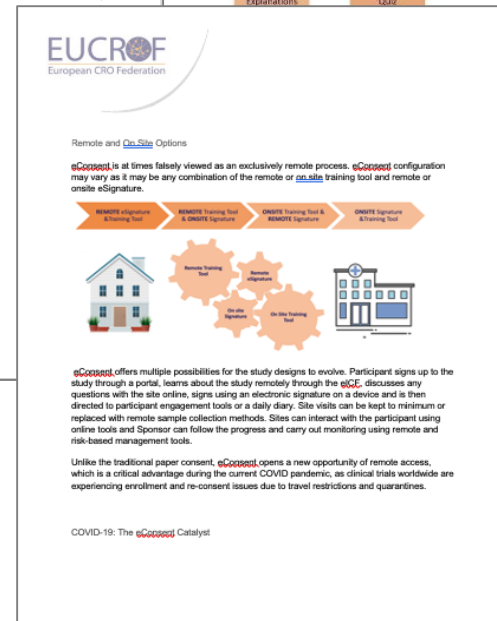 Explanations
Quiz
EUCROF
European CRO Federation
Remote and On-Site Options
eConsent is at times falsely viewed as an exclusively remote process. eConsent configuration
may vary as it may be any combination of the remote or on site training tool and remote or
onsite eSignature.
REMOTE eSignature
&Training Tool
REMOTE Training Tool
& ONSITE Signature
ONSITE Training Tool &
REMOTE Signature
ONSITE Signature
&Training Tool
Remote Training
Tool
Remote
eSignature
On site
Signature
On Site Training
Tool
eConsent offers multiple possibilities for the study designs to evolve. Participant signs up to the
study through a portal, learns about the study remotely through the eICF, discusses any
questions with the site online, signs using an electronic signature on a device and is then
directed to participant engagement tools or a daily diary. Site visits can be kept to minimum or
replaced with remote sample collection methods. Sites can interact with the participant using
online tools and Sponsor can follow the progress and carry out monitoring using remote and
risk-based management tools.
Unlike the traditional paper consent, eConsent opens a new opportunity of remote access,
which is a critical advantage during the current COVID pandemic, as clinical trials worldwide are
experiencing enrollment and re-consent issues due to travel restrictions and quarantines.
COVID-19: The eConsent Catalyst